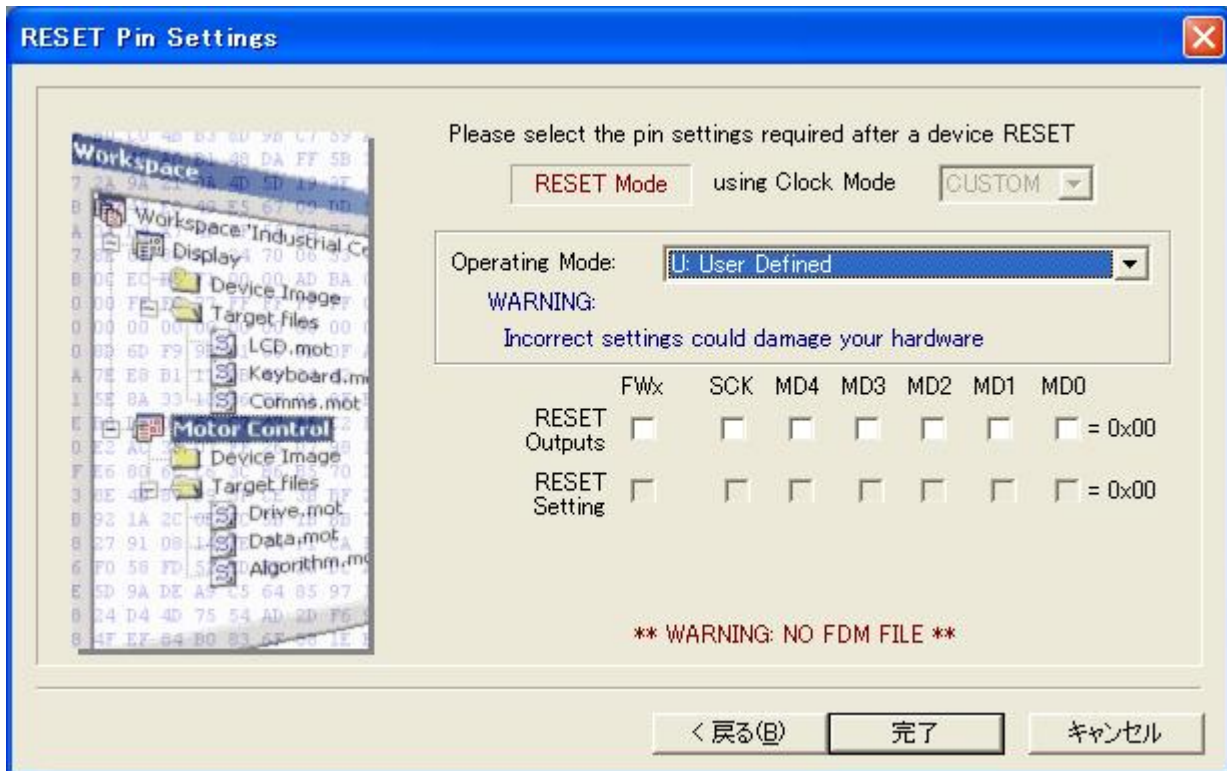 RESET Pin Settings
Please select the pin settings required after a device RESET
RESET Mode using Clock Mode CUSTOM
Operating Mode: U: User Defined
WARNING:
Incorrect settings could damage your hardware
FWx SCK MD4 MD3 MD2 MD1 MD0
RESET Outputs = 0x00
RESET Setting = 0x00
** WARNING: NO FDM FILE **
Workspace
Workspace 'Industrial Co
Display
Device Image
Target files
LCD.mot
Keyboard.m
Comms.mot
Motor Control
Device Image
Target files
Drive.mot
Data.mot
Algorithm.mo
< 戻る(B)
完了
キャンセル